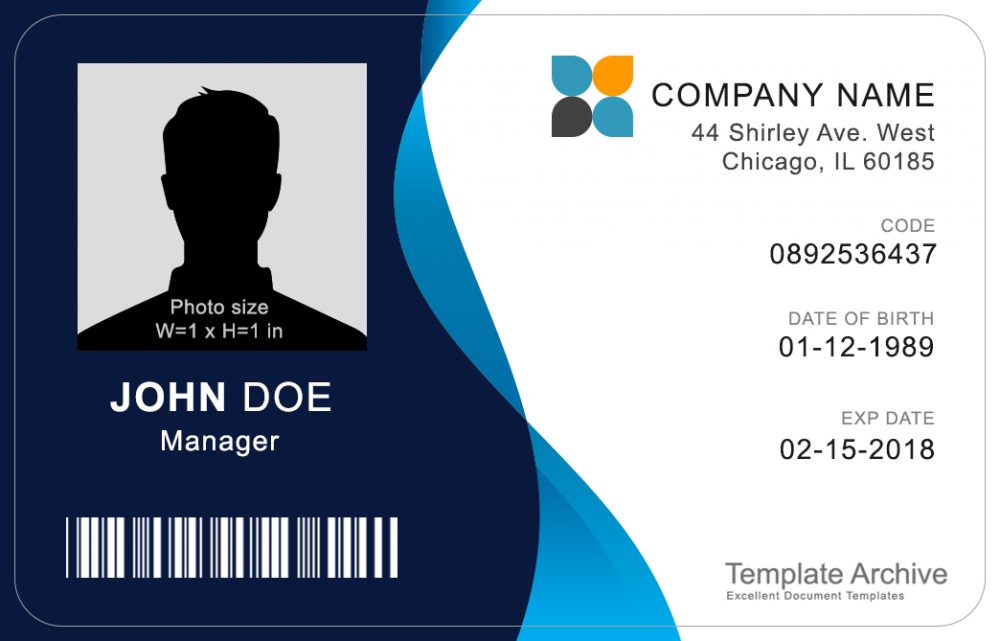 Photo size
W=1 x H=1 in
JOHN DOE
Manager
COMPANY NAME
44 Shirley Ave. West
Chicago, IL 60185
CODE
0892536437
DATE OF BIRTH
01-12-1989
EXP DATE
02-15-2018
Template Archive
Excellent Document Templates